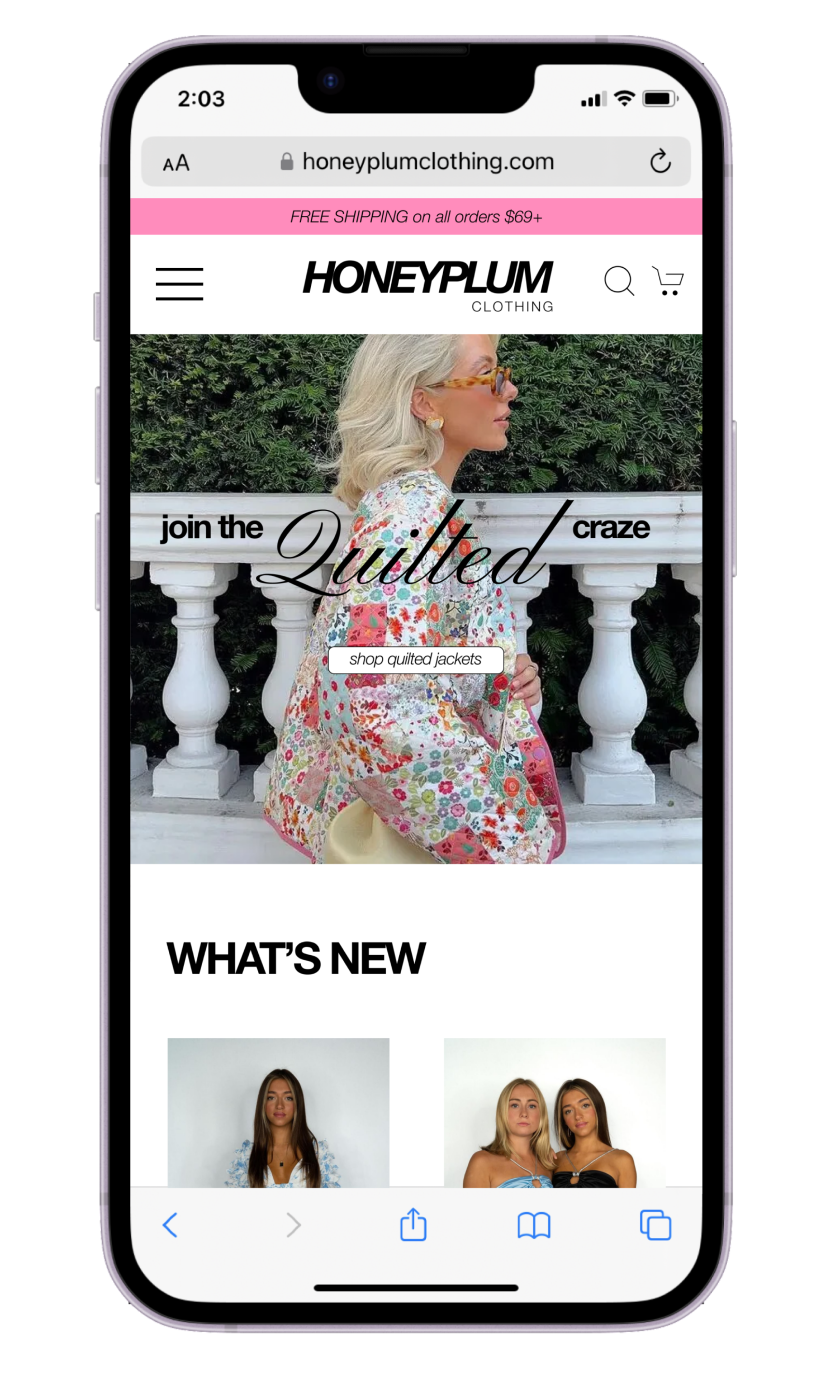 2:03
AA honeyplumclothing.com
FREE SHIPPING on all orders $69+
HONEYPLUM
CLOTHING
join the Quilted craze
shop quilted jackets
WHAT'S NEW